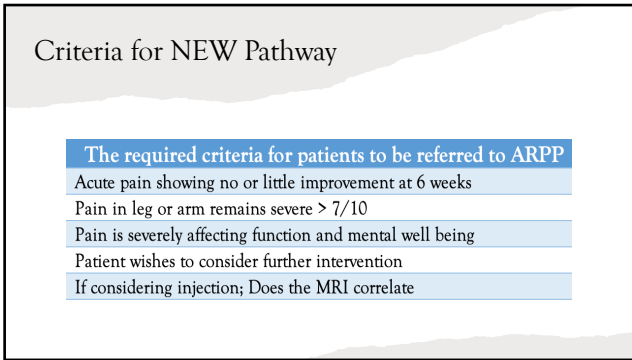 Criteria for NEW Pathway
The required criteria for patients to be referred to ARPP
Acute pain showing no or little improvement at 6 weeks
Pain in leg or arm remains severe > 7/10
Pain is severely affecting function and mental well being
Patient wishes to consider further intervention
If considering injection; Does the MRI correlate